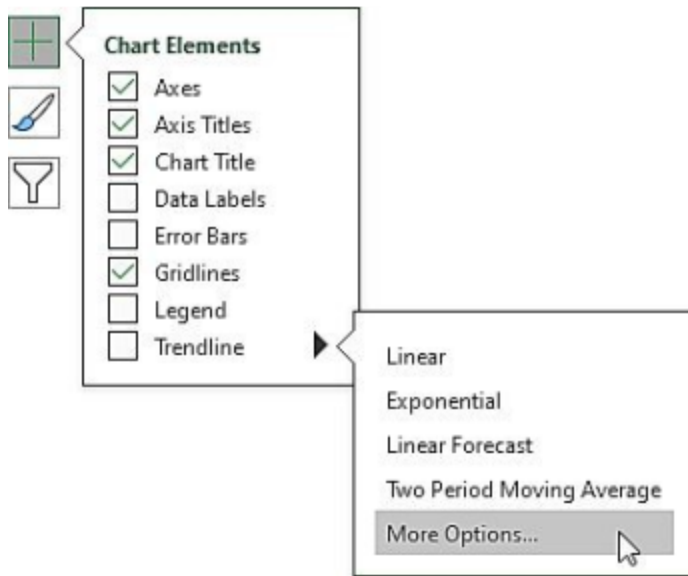 Chart Elements
Axes
Axis Titles
Chart Title
Data Labels
Error Bars
Gridlines
Legend
Trendline
Linear
Exponential
Linear Forecast
Two Period Moving Average
More Options...